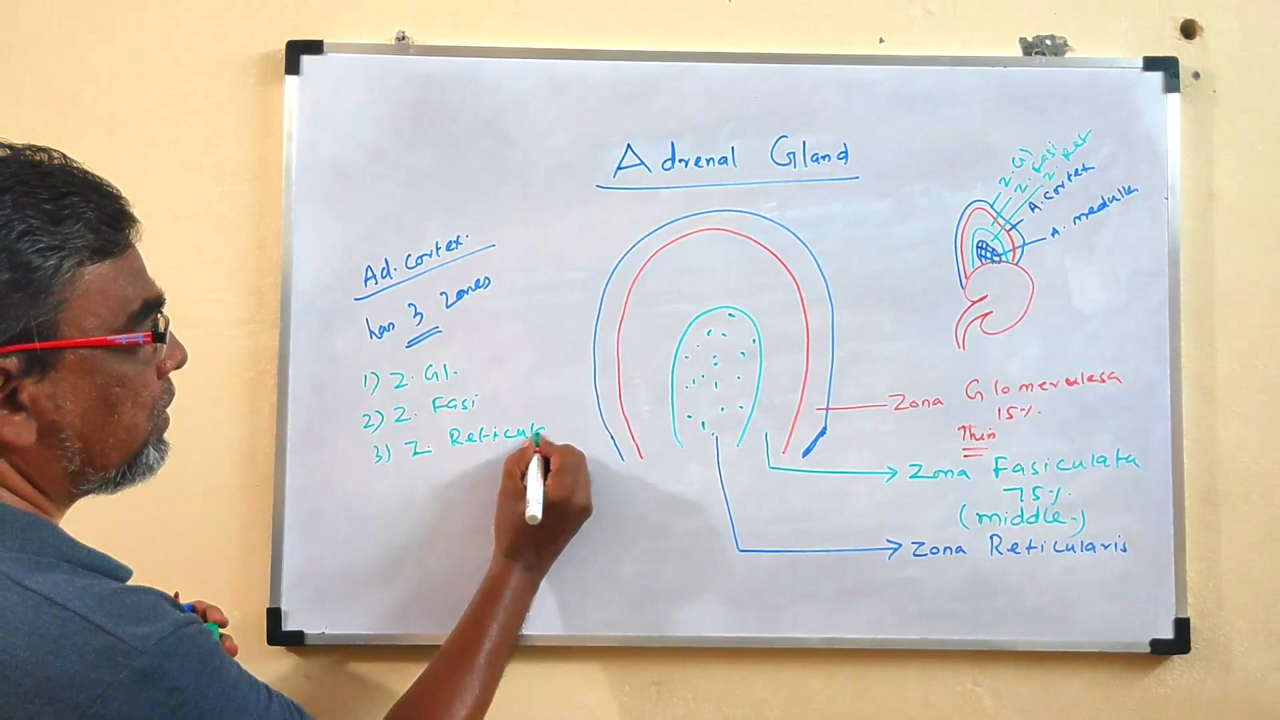 Adrenal Gland
Ad. cortex.
has 3 zones
1) Z. Gl.
2) Z. Fasi
3) Z. Reticula
Z. Gl
Z. Fasi
Z. Ret
A. cortex
A. medulla
Zona Glomerulesa
15%.
Thin
Zona Fasiculata
75%.
(middle.)
Zona Reticularis